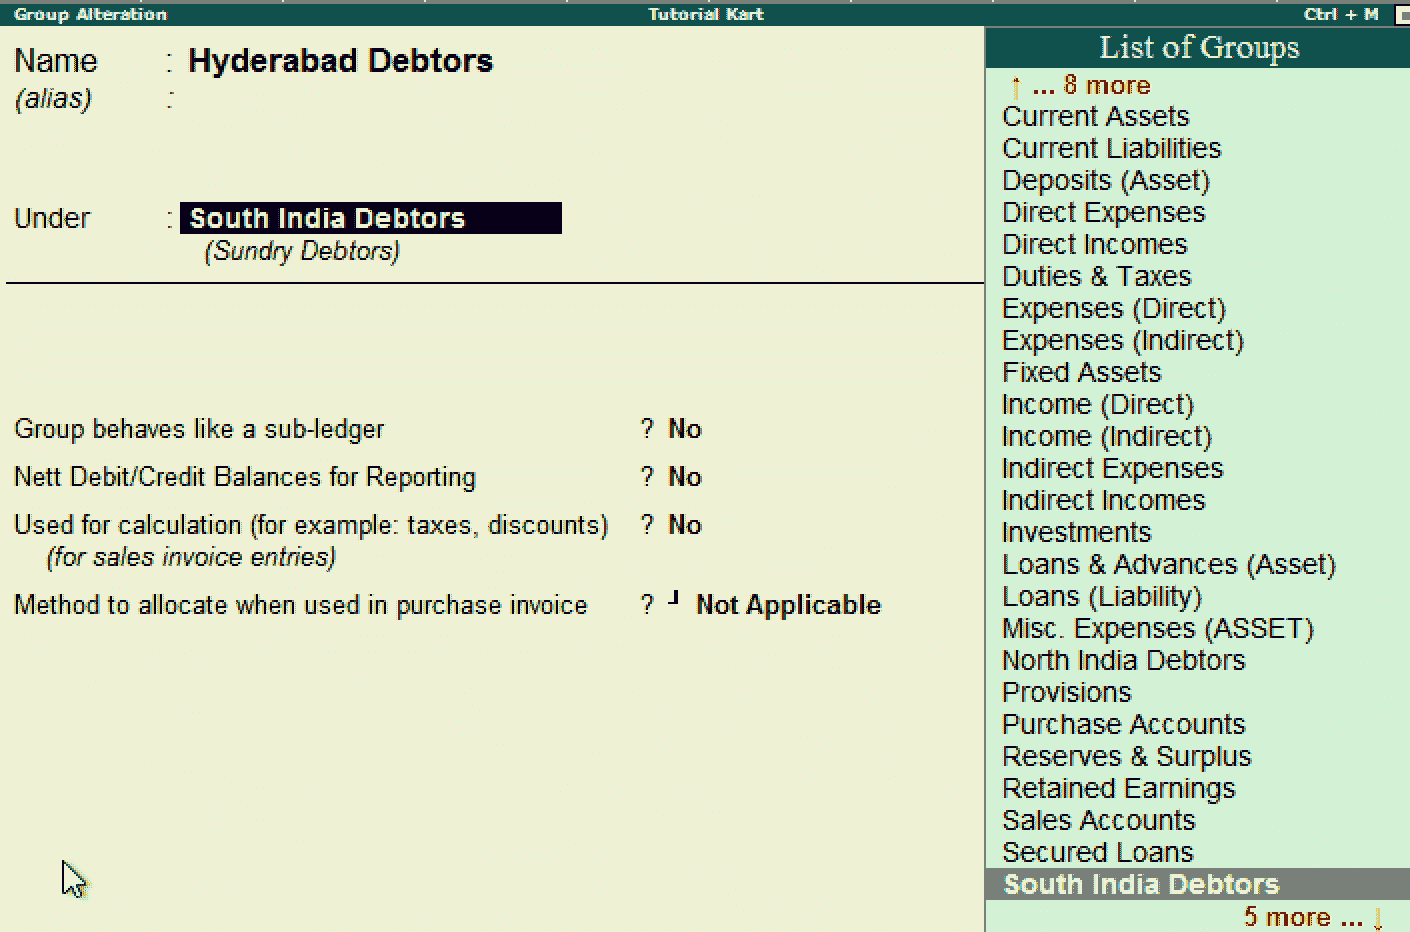 Group Alteration Tutorial Kart Ctrl + M
Name : Hyderabad Debtors
(alias) :
Under : South India Debtors
(Sundry Debtors)
Group behaves like a sub-ledger ? No
Nett Debit/Credit Balances for Reporting ? No
Used for calculation (for example: taxes, discounts) ? No
(for sales invoice entries)
Method to allocate when used in purchase invoice ? ┘ Not Applicable
List of Groups
↑ ... 8 more
Current Assets
Current Liabilities
Deposits (Asset)
Direct Expenses
Direct Incomes
Duties & Taxes
Expenses (Direct)
Expenses (Indirect)
Fixed Assets
Income (Direct)
Income (Indirect)
Indirect Expenses
Indirect Incomes
Investments
Loans & Advances (Asset)
Loans (Liability)
Misc. Expenses (ASSET)
North India Debtors
Provisions
Purchase Accounts
Reserves & Surplus
Retained Earnings
Sales Accounts
Secured Loans
South India Debtors
5 more ... ↓